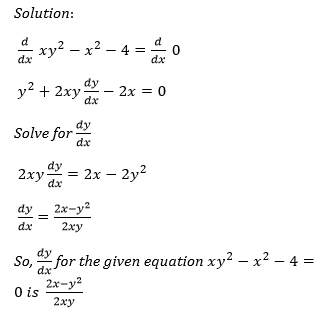 Solution:
d/dx xy² − x² − 4 = d/dx 0
y² + 2xy dy/dx − 2x = 0
Solve for dy/dx
2xy dy/dx = 2x − 2y²
dy/dx = 2x−y²/2xy
So, dy/dx for the given equation xy² − x² − 4 =
0 is 2x−y²/2xy